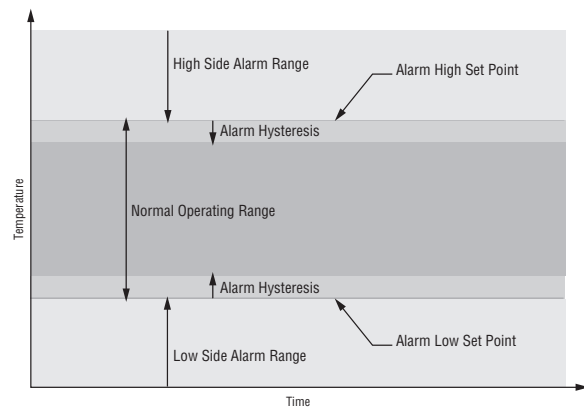 High Side Alarm Range
Alarm High Set Point
Alarm Hysteresis
Normal Operating Range
Temperature
Alarm Hysteresis
Alarm Low Set Point
Low Side Alarm Range
Time